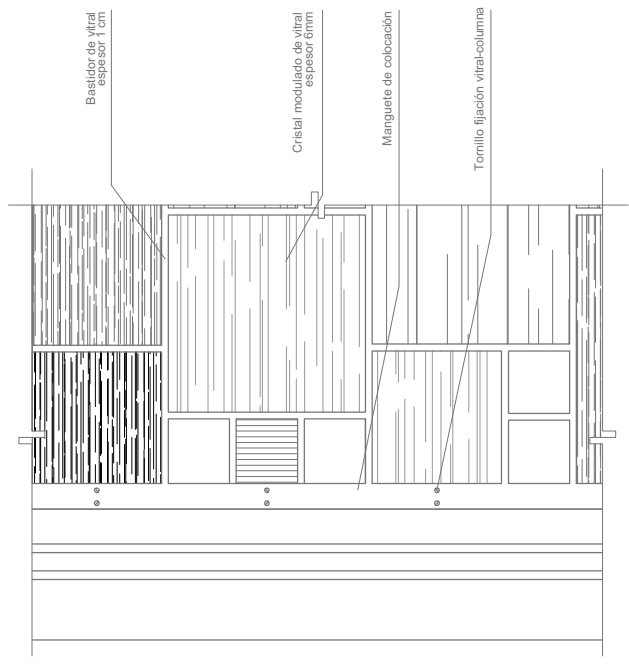 Bastidor de vitral
espesor 1 cm
Cristal modulado de vitral
espesor 6mm
Manguete de colocación
Tornillo fijación vitral-columna